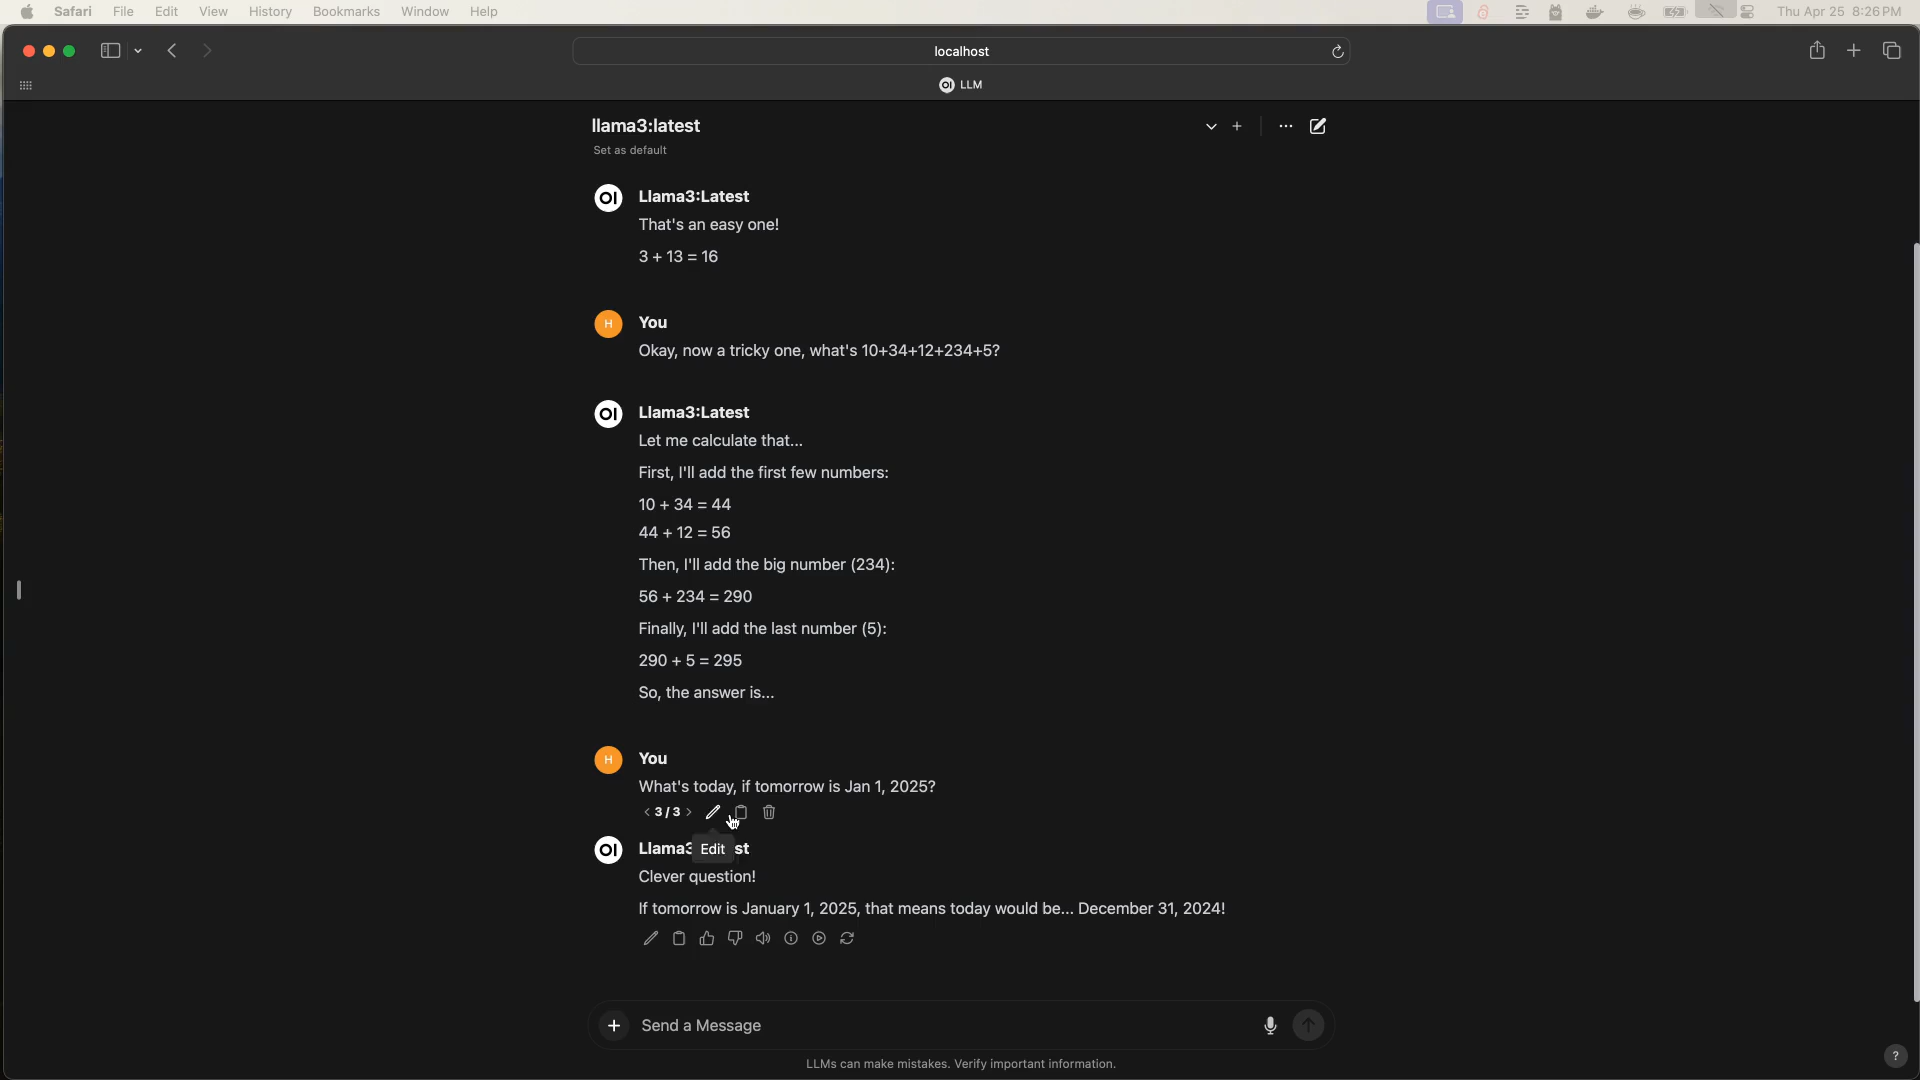 Safari File Edit View History Bookmarks Window Help Thu Apr 25 8:26 PM
localhost
OI LLM
llama3:latest
Set as default
OI Llama3:Latest
That's an easy one!
3 + 13 = 16
H You
Okay, now a tricky one, what's 10+34+12+234+5?
OI Llama3:Latest
Let me calculate that...
First, I'll add the first few numbers:
10 + 34 = 44
44 + 12 = 56
Then, I'll add the big number (234):
56 + 234 = 290
Finally, I'll add the last number (5):
290 + 5 = 295
So, the answer is...
H You
What's today, if tomorrow is Jan 1, 2025?
< 3 / 3 >
OI Llama3 st
Edit
Clever question!
If tomorrow is January 1, 2025, that means today would be... December 31, 2024!
+ Send a Message
LLMs can make mistakes. Verify important information.
?